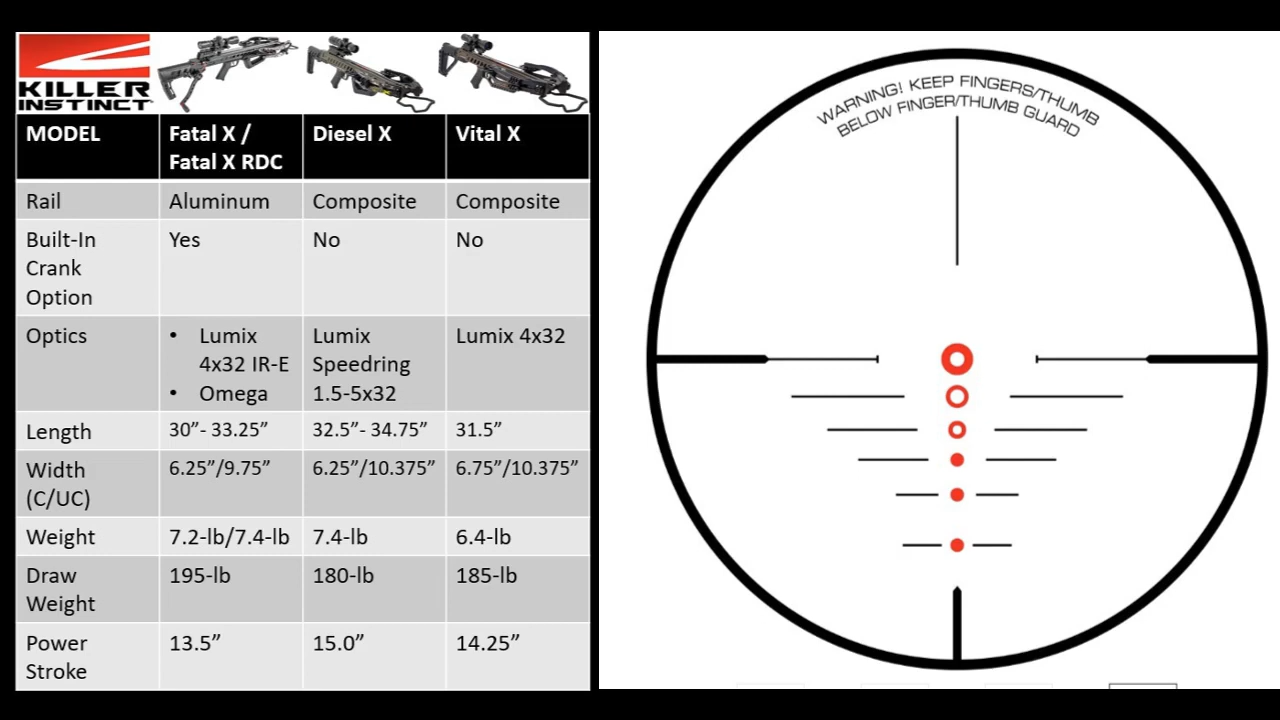 KILLER
INSTINCT
MODEL
Fatal X /
Fatal X RDC
Diesel X
Vital X
Rail
Aluminum
Composite
Composite
Built-In
Crank
Option
Yes
No
No
Optics
• Lumix
4x32 IR-E
• Omega
Lumix
Speedring
1.5-5x32
Lumix 4x32
Length
30”- 33.25”
32.5”- 34.75”
31.5”
Width
(C/UC)
6.25”/9.75”
6.25”/10.375”
6.75”/10.375”
Weight
7.2-lb/7.4-lb
7.4-lb
6.4-lb
Draw
Weight
195-lb
180-lb
185-lb
Power
Stroke
13.5”
15.0”
14.25”
WARNING! KEEP FINGERS/THUMB
BELOW FINGER/THUMB GUARD